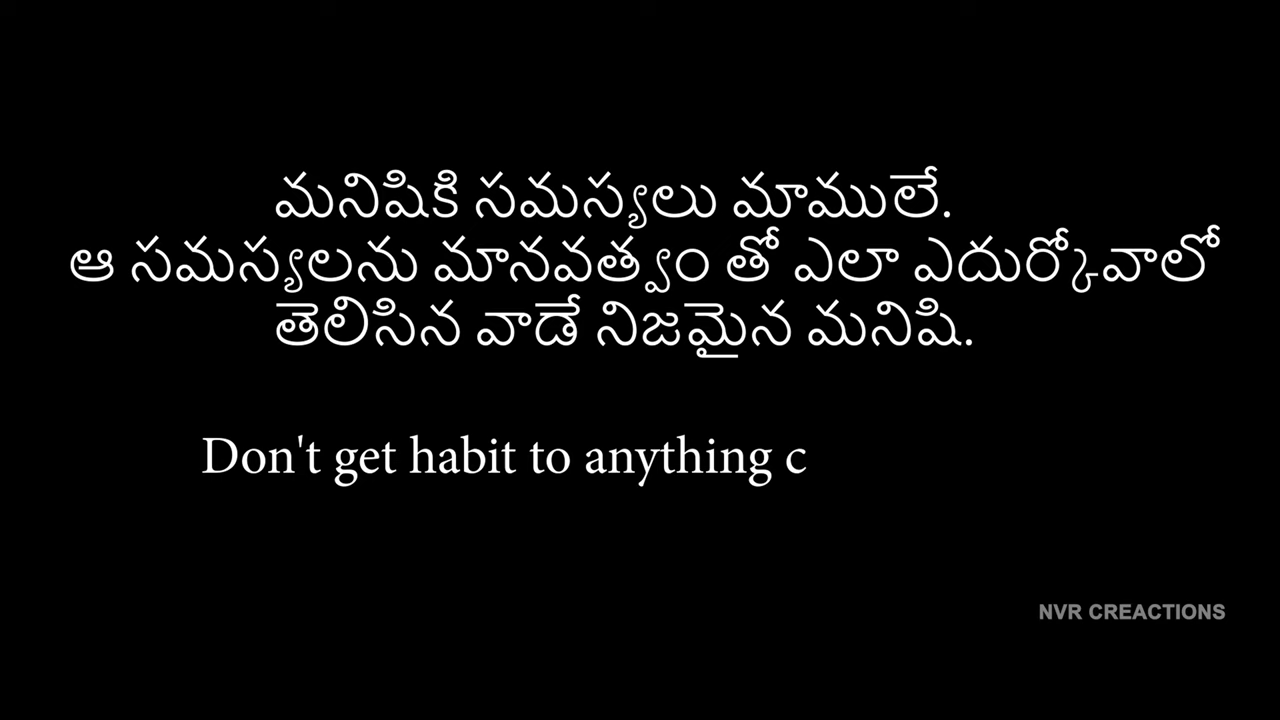 మనిషికి సమస్యలు మాములే.
ఆ సమస్యలను మానవత్వం తో ఎలా ఎదుర్కోవాలో
తెలిసిన వాడే నిజమైన మనిషి.
Don't get habit to anything c
NVR CREACTIONS